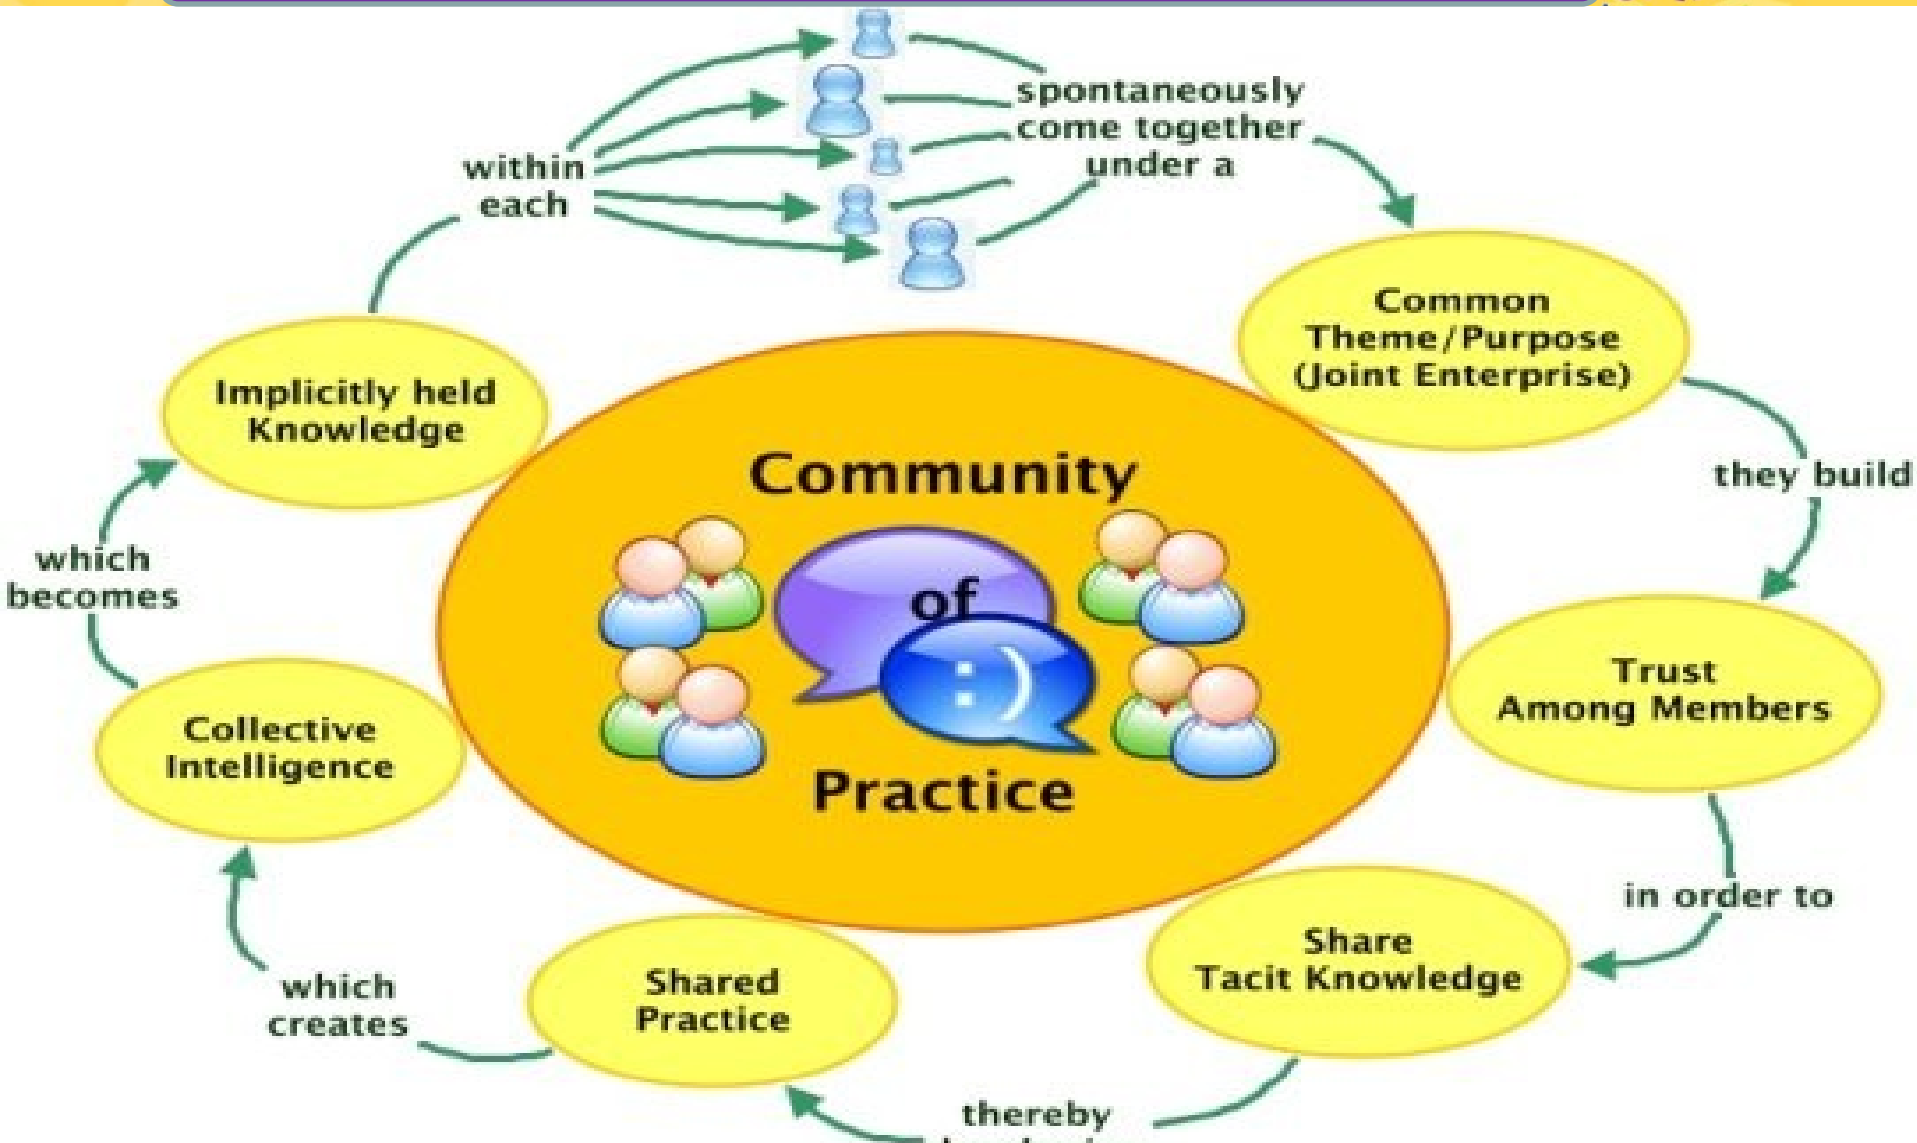 spontaneously
come together
under a
within
each
Common
Theme/Purpose
(Joint Enterprise)
they build
Trust
Among Members
in order to
Share
Tacit Knowledge
thereby
Shared
Practice
which
creates
Collective
Intelligence
which
becomes
Implicitly held
Knowledge
Community
of
:)
Practice